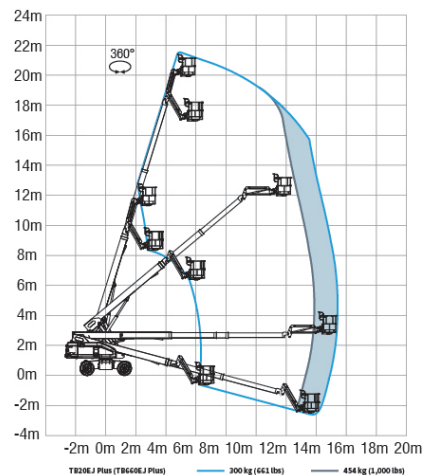 24m
22m
360°
20m
18m
16m
14m
12m
10m
8m
6m
4m
2m
0m
-2m
-4m
-2m 0m 2m 4m 6m 8m 10m 12m 14m 16m 18m 20m
TB20EJ Plus (TB660EJ Plus) 300 kg (661 lbs) 454 kg (1,000 lbs)